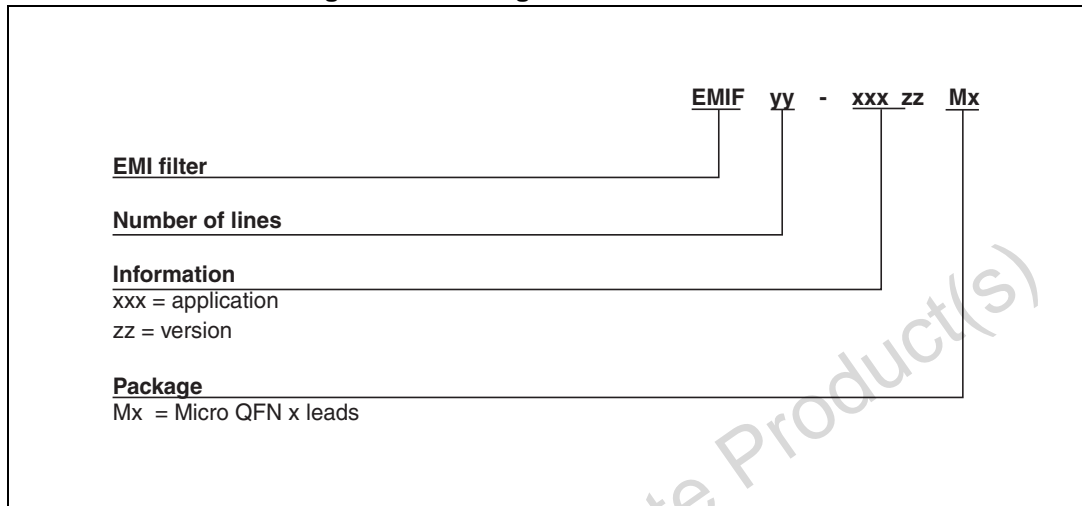 EMIF yy - xxx zz Mx
EMI filter
Number of lines
Information
xxx = application
zz = version
Package
Mx = Micro QFN x leads
Product(s)